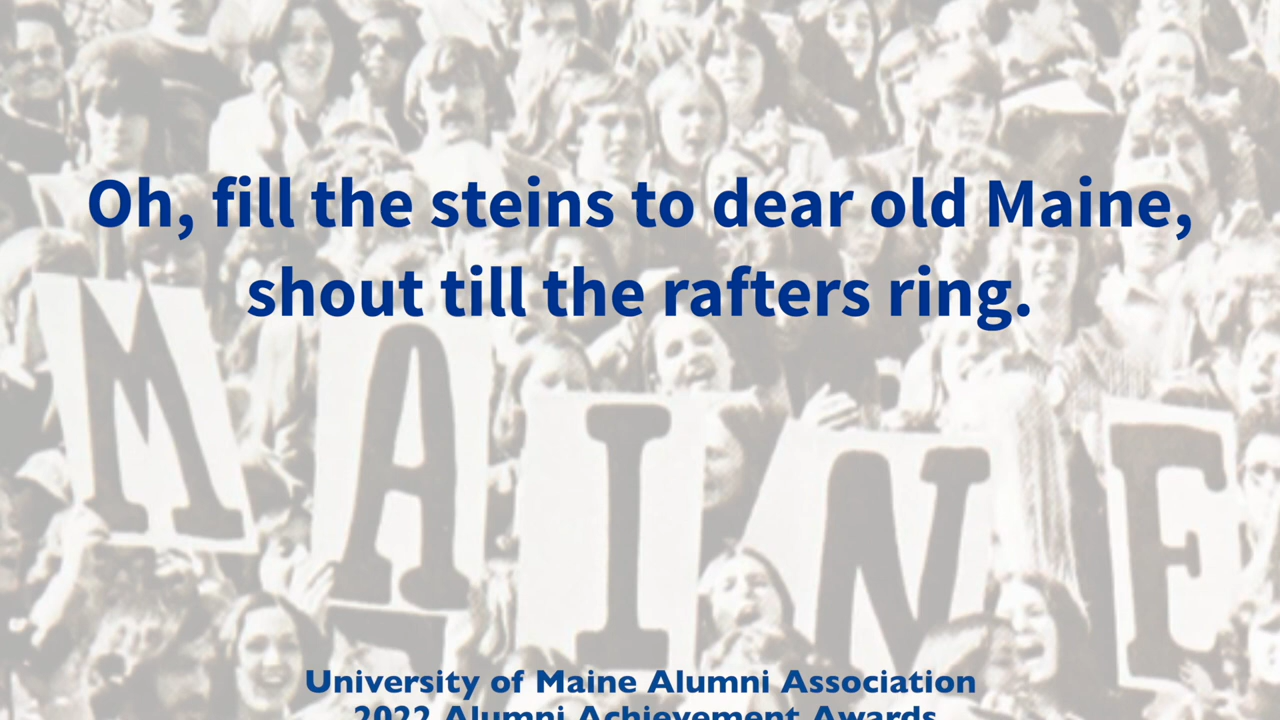 Oh, fill the steins to dear old Maine,
shout till the rafters ring.
MAINE
University of Maine Alumni Association
2022 Alumni Achievement Awards